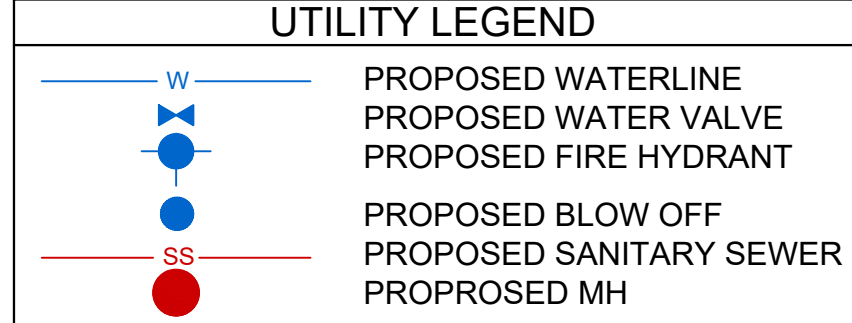 UTILITY LEGEND
W PROPOSED WATERLINE
PROPOSED WATER VALVE
PROPOSED FIRE HYDRANT
PROPOSED BLOW OFF
SS PROPOSED SANITARY SEWER
PROPROSED MH